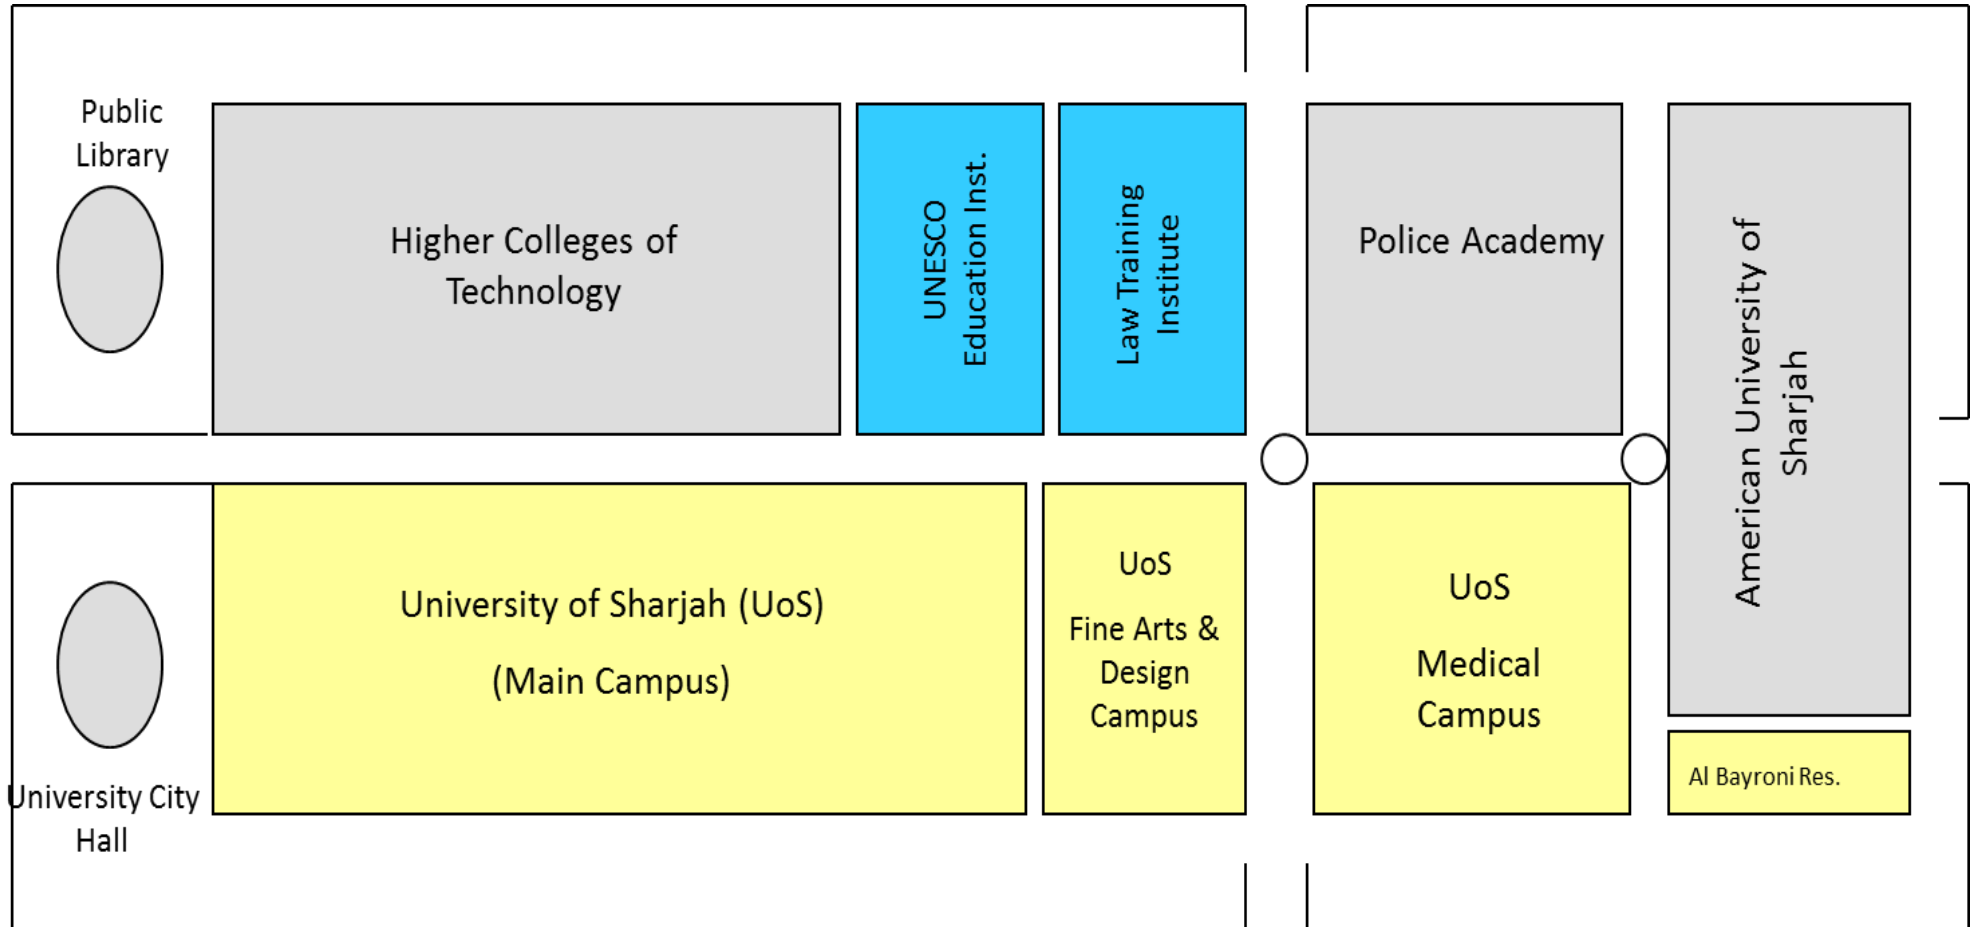 Public
Library
Higher Colleges of
Technology
UNESCO
Education Inst.
Law Training
Institute
Police Academy
American University of
Sharjah
University City
Hall
University of Sharjah (UoS)
(Main Campus)
UoS
Fine Arts &
Design
Campus
UoS
Medical
Campus
Al Bayroni Res.